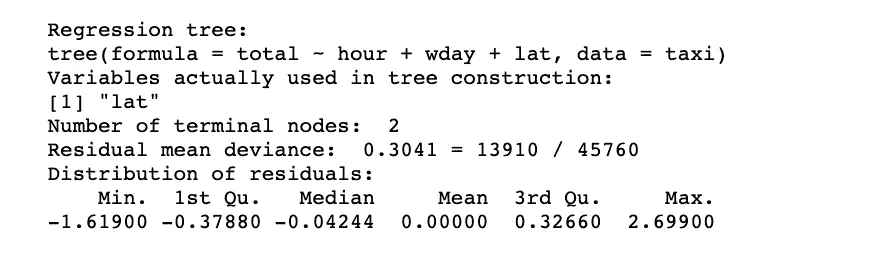 Regression tree:
tree(formula = total ~ hour + wday + lat, data = taxi)
Variables actually used in tree construction:
[1] "lat"
Number of terminal nodes:  2
Residual mean deviance:  0.3041 = 13910 / 45760
Distribution of residuals:
    Min.  1st Qu.   Median     Mean  3rd Qu.     Max.
-1.61900 -0.37880 -0.04244  0.00000  0.32660  2.69900